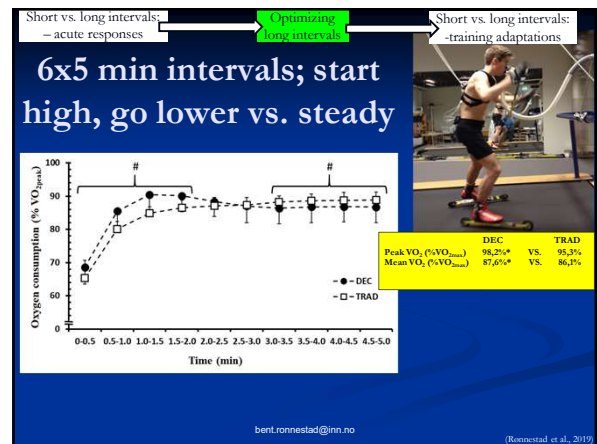 Short vs. long intervals:
– acute responses
Optimizing
long intervals
Short vs. long intervals:
-training adaptations
6x5 min intervals; start
high, go lower vs. steady
Oxygen consumption (% VO2peak)
100
90
80
70
60
0
#
#
DEC
TRAD
0-0.5 0.5-1.0 1.0-1.5 1.5-2.0 2.0-2.5 2.5-3.0 3.0-3.5 3.5-4.0 4.0-4.5 4.5-5.0
Time (min)
DEC TRAD
Peak VO2 (%VO2max) 98,2%* VS. 95,3%
Mean VO2 (%VO2max) 87,6%* VS. 86,1%
bent.ronnestad@inn.no
(Ronnestad et al., 2019)